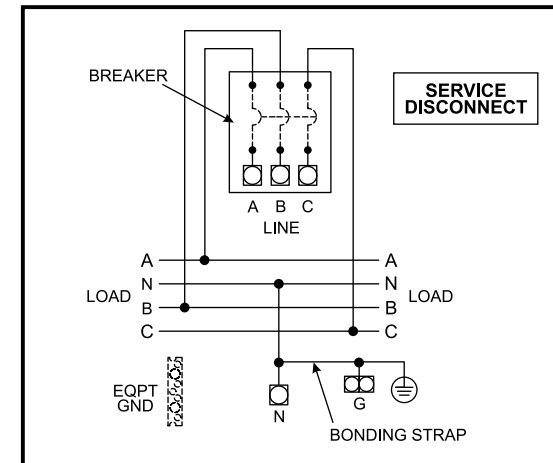 BREAKER
SERVICE
DISCONNECT
A B C
LINE
A A
N N
LOAD LOAD
B B
C C
EQPT
GND
N
G
BONDING STRAP